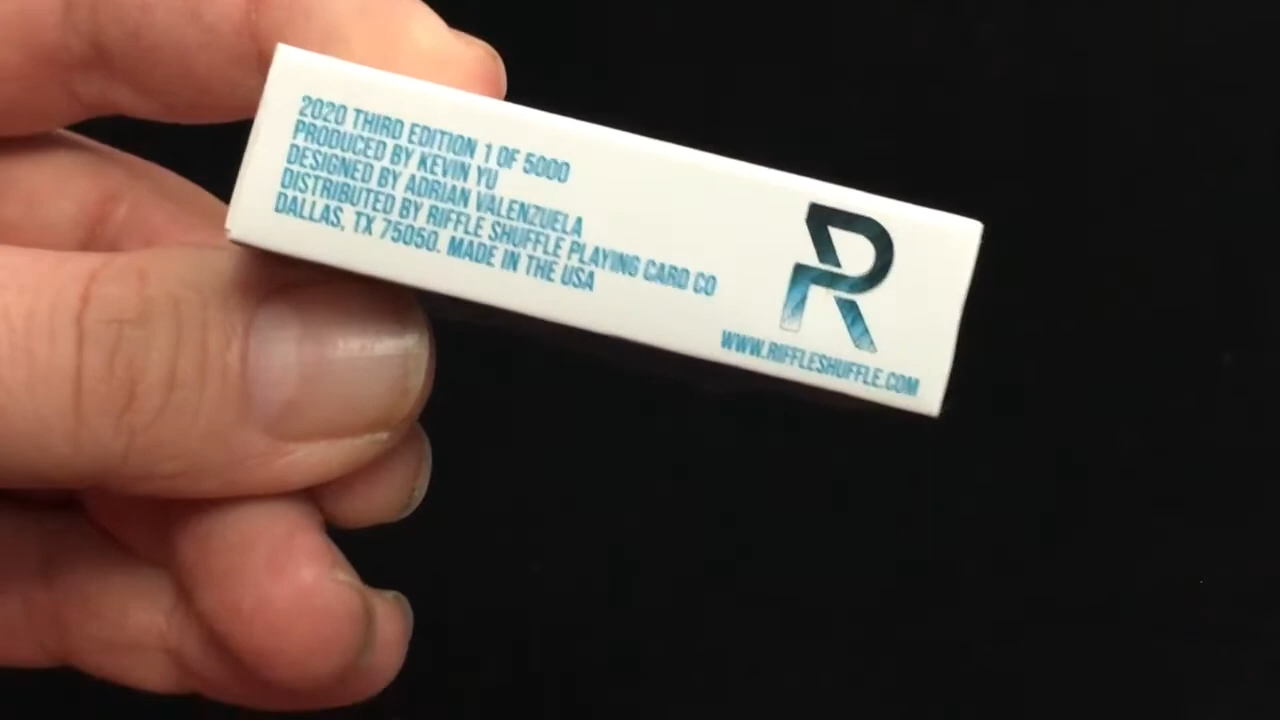 2020 THIRD EDITION 1 OF 5000
PRODUCED BY KEVIN YU
DESIGNED BY ADRIAN VALENZUELA
DISTRIBUTED BY RIFFLE SHUFFLE PLAYING CARD CO
DALLAS, TX 75050. MADE IN THE USA
R
WWW.RIFFLESHUFFLE.COM